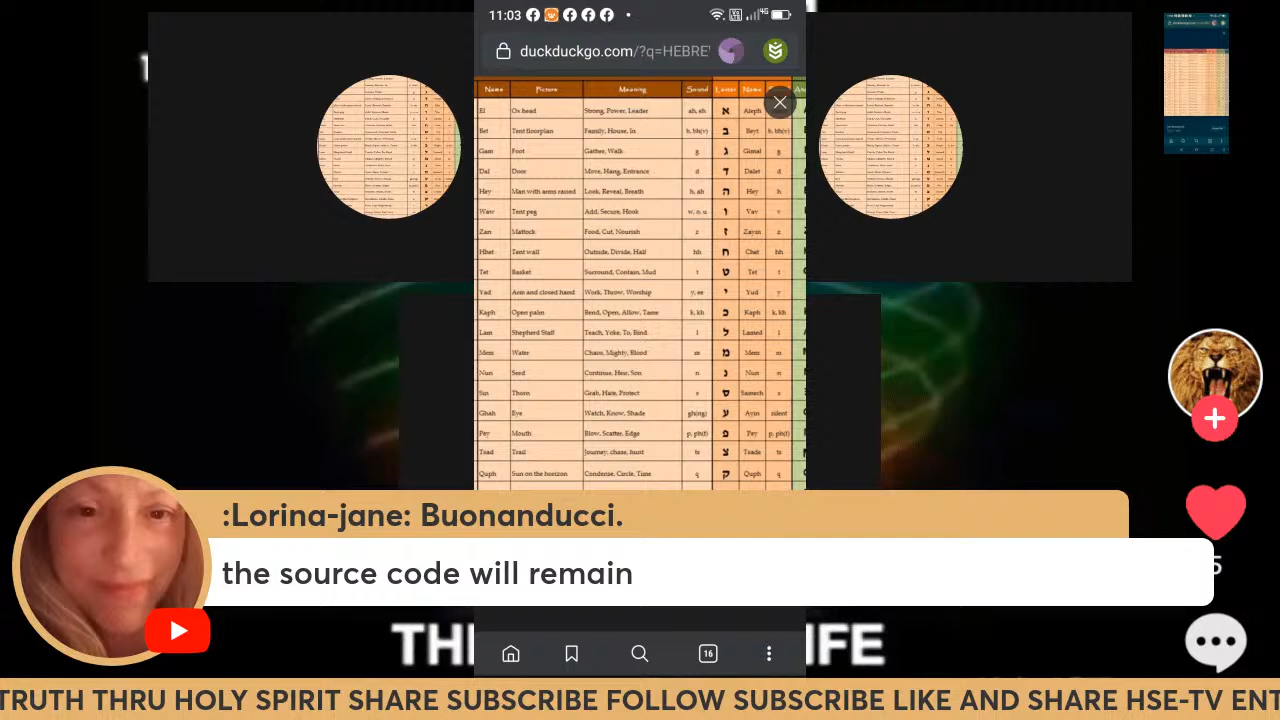 11:03
duckduckgo.com/?q=HEBREW
Name Picture Meaning Sound Letter Name
El Ox head Strong, Power, Leader ah, eh א Aleph
Bet Tent floorplan Family, House, In b, bh(v) ב Beyt b, bh(v)
Gam Foot Gather, Walk g ג Gimal g
Dal Door Move, Hang, Entrance d ד Dalet d
Hey Man with arms raised Look, Reveal, Breath h, ah ה Hey h
Waw Tent peg Add, Secure, Hook w, o, u ו Vav v
Zan Mattock Food, Cut, Nourish z ז Zayin z
Hhet Tent wall Outside, Divide, Half hh ח Chet hh
Tet Basket Surround, Contain, Mud t ט Tet t
Yad Arm and closed hand Work, Throw, Worship y, ee י Yud y
Kaph Open palm Bend, Open, Allow, Tame k, kh כ Kaph k, kh
Lam Shepherd Staff Teach, Yoke, To, Bind l ל Lamed l
Mem Water Chaos, Mighty, Blood m מ Mem m
Nun Seed Continue, Heir, Son n נ Nun n
Sin Thorn Grab, Hate, Protect s ס Samech s
Ghah Eye Watch, Know, Shade gh(ng) ע Ayin silent
Pey Mouth Blow, Scatter, Edge p, ph(f) פ Pey p, ph(f)
Tsad Trail Journey, chase, hunt ts צ Tsade ts
Quph Sun on the horizon Condense, Circle, Time q ק Quph q
:Lorina-jane: Buonanducci.
the source code will remain
5
16
TRUTH THRU HOLY SPIRIT SHARE SUBSCRIBE FOLLOW SUBSCRIBE LIKE AND SHARE HSE-TV ENT